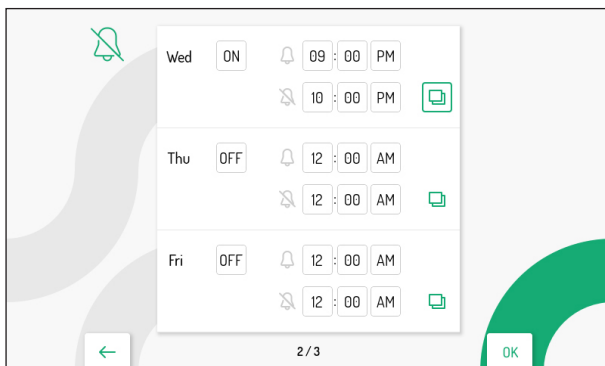 Wed ON 09 : 00 PM
10 : 00 PM
Thu OFF 12 : 00 AM
12 : 00 AM
Fri OFF 12 : 00 AM
12 : 00 AM
2/3 OK